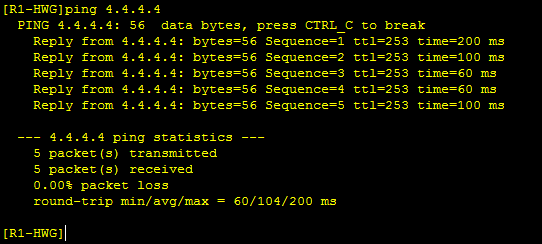 [R1-HWG]ping 4.4.4.4
PING 4.4.4.4: 56  data bytes, press CTRL_C to break
Reply from 4.4.4.4: bytes=56 Sequence=1 ttl=253 time=200 ms
Reply from 4.4.4.4: bytes=56 Sequence=2 ttl=253 time=100 ms
Reply from 4.4.4.4: bytes=56 Sequence=3 ttl=253 time=60 ms
Reply from 4.4.4.4: bytes=56 Sequence=4 ttl=253 time=60 ms
Reply from 4.4.4.4: bytes=56 Sequence=5 ttl=253 time=100 ms
--- 4.4.4.4 ping statistics ---
5 packet(s) transmitted
5 packet(s) received
0.00% packet loss
round-trip min/avg/max = 60/104/200 ms
[R1-HWG]